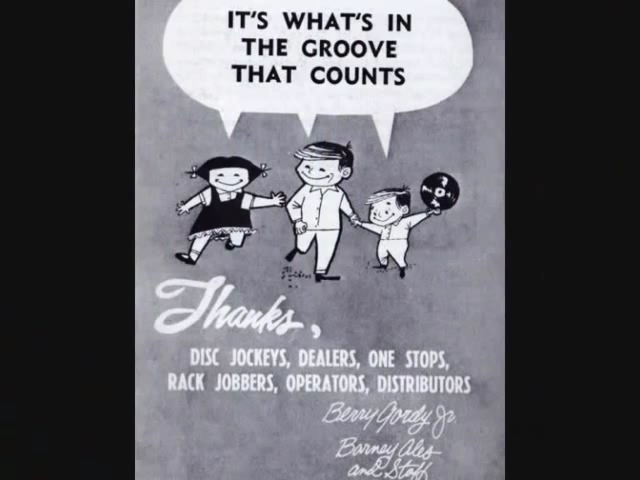 IT'S WHAT'S IN
THE GROOVE
THAT COUNTS
Thanks,
DISC JOCKEYS, DEALERS, ONE STOPS,
RACK JOBBERS, OPERATORS, DISTRIBUTORS
Berry Gordy Jr.
Barney Ales
and Staff